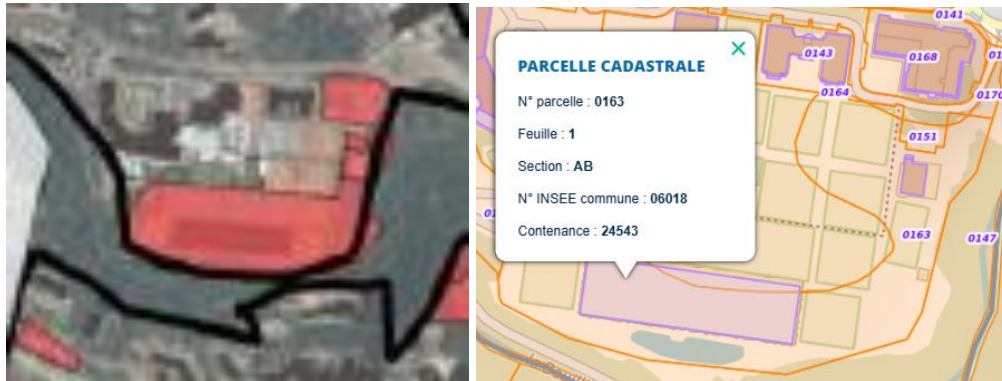 0141
PARCELLE CADASTRALE
0143
0168
N° parcelle : 0163
0164
0170
Feuille : 1
0151
Section : AB
N° INSEE commune : 06018
Contenance : 24543
0163
0147